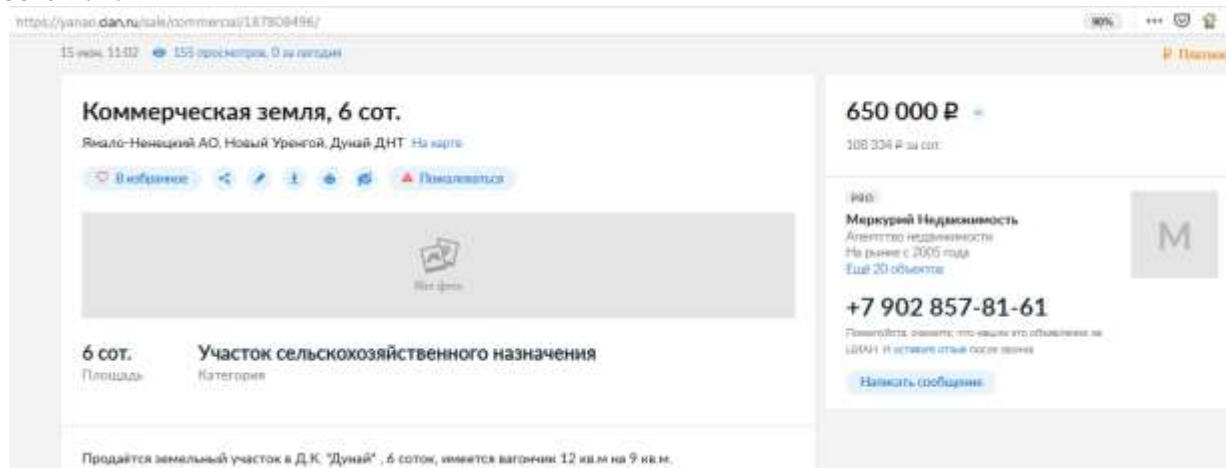 https://yanao.cian.ru/sale/commercial/187808496/
90%
15 июн, 11:02 155 просмотров, 0 за сегодня
Коммерческая земля, 6 сот.
Ямало-Ненецкий АО, Новый Уренгой, Дунай ДНТ На карте
В избранное
Пожаловаться
Нет фото
6 сот.
Площадь
Участок сельскохозяйственного назначения
Категория
Продаётся земельный участок в Д.К. "Дунай" , 6 соток, имеется вагончик 12 кв.м на 9 кв.м.
650 000 ₽
108 334 ₽ за сот.
PRO
Меркурий Недвижимость
Агентство недвижимости
На рынке с 2005 года
Ещё 20 объектов
М
+7 902 857-81-61
Пожалуйста, скажите, что нашли это объявление на
ЦИАН. И оставьте отзыв после звонка
Написать сообщение